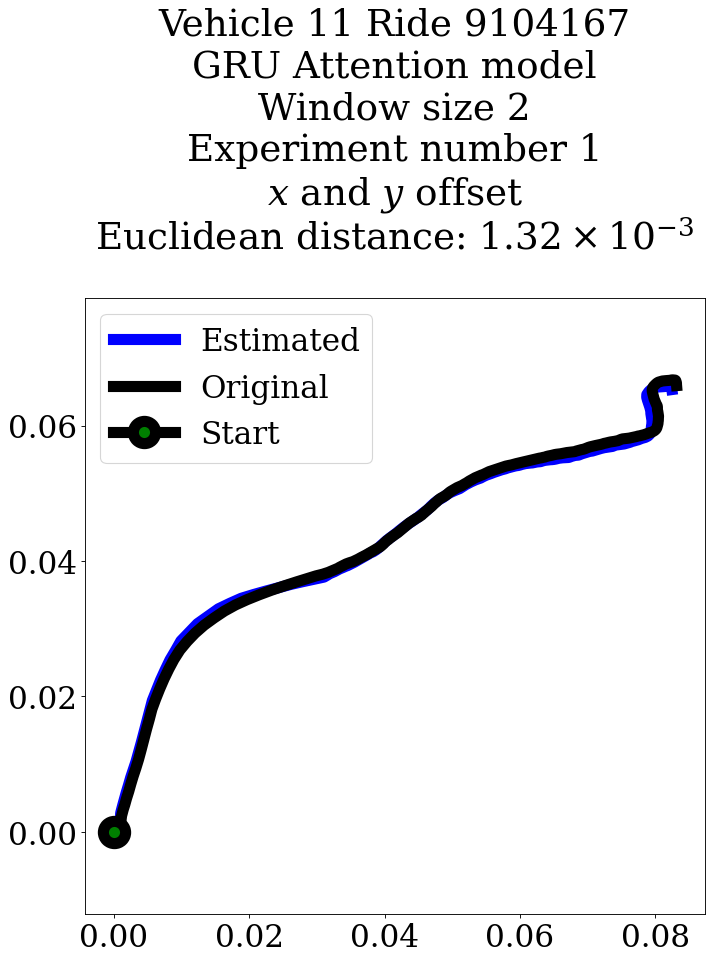 Vehicle 11 Ride 9104167
GRU Attention model
Window size 2
Experiment number 1
x and y offset
Euclidean distance: 1.32 × 10⁻³
Estimated
Original
Start
0.06
0.04
0.02
0.00
0.00 0.02 0.04 0.06 0.08